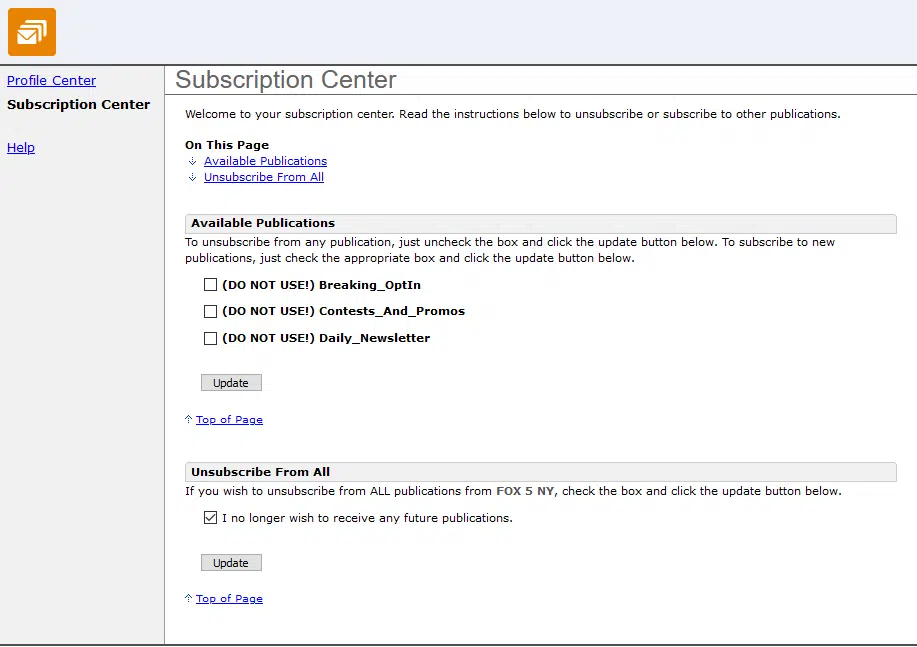 Profile Center
Subscription Center
Help
Subscription Center
Welcome to your subscription center. Read the instructions below to unsubscribe or subscribe to other publications.
On This Page
Available Publications
Unsubscribe From All
Available Publications
To unsubscribe from any publication, just uncheck the box and click the update button below. To subscribe to new
publications, just check the appropriate box and click the update button below.
(DO NOT USE!) Breaking_OptIn
(DO NOT USE!) Contests_And_Promos
(DO NOT USE!) Daily_Newsletter
Update
Top of Page
Unsubscribe From All
If you wish to unsubscribe from ALL publications from FOX 5 NY, check the box and click the update button below.
I no longer wish to receive any future publications.
Update
Top of Page